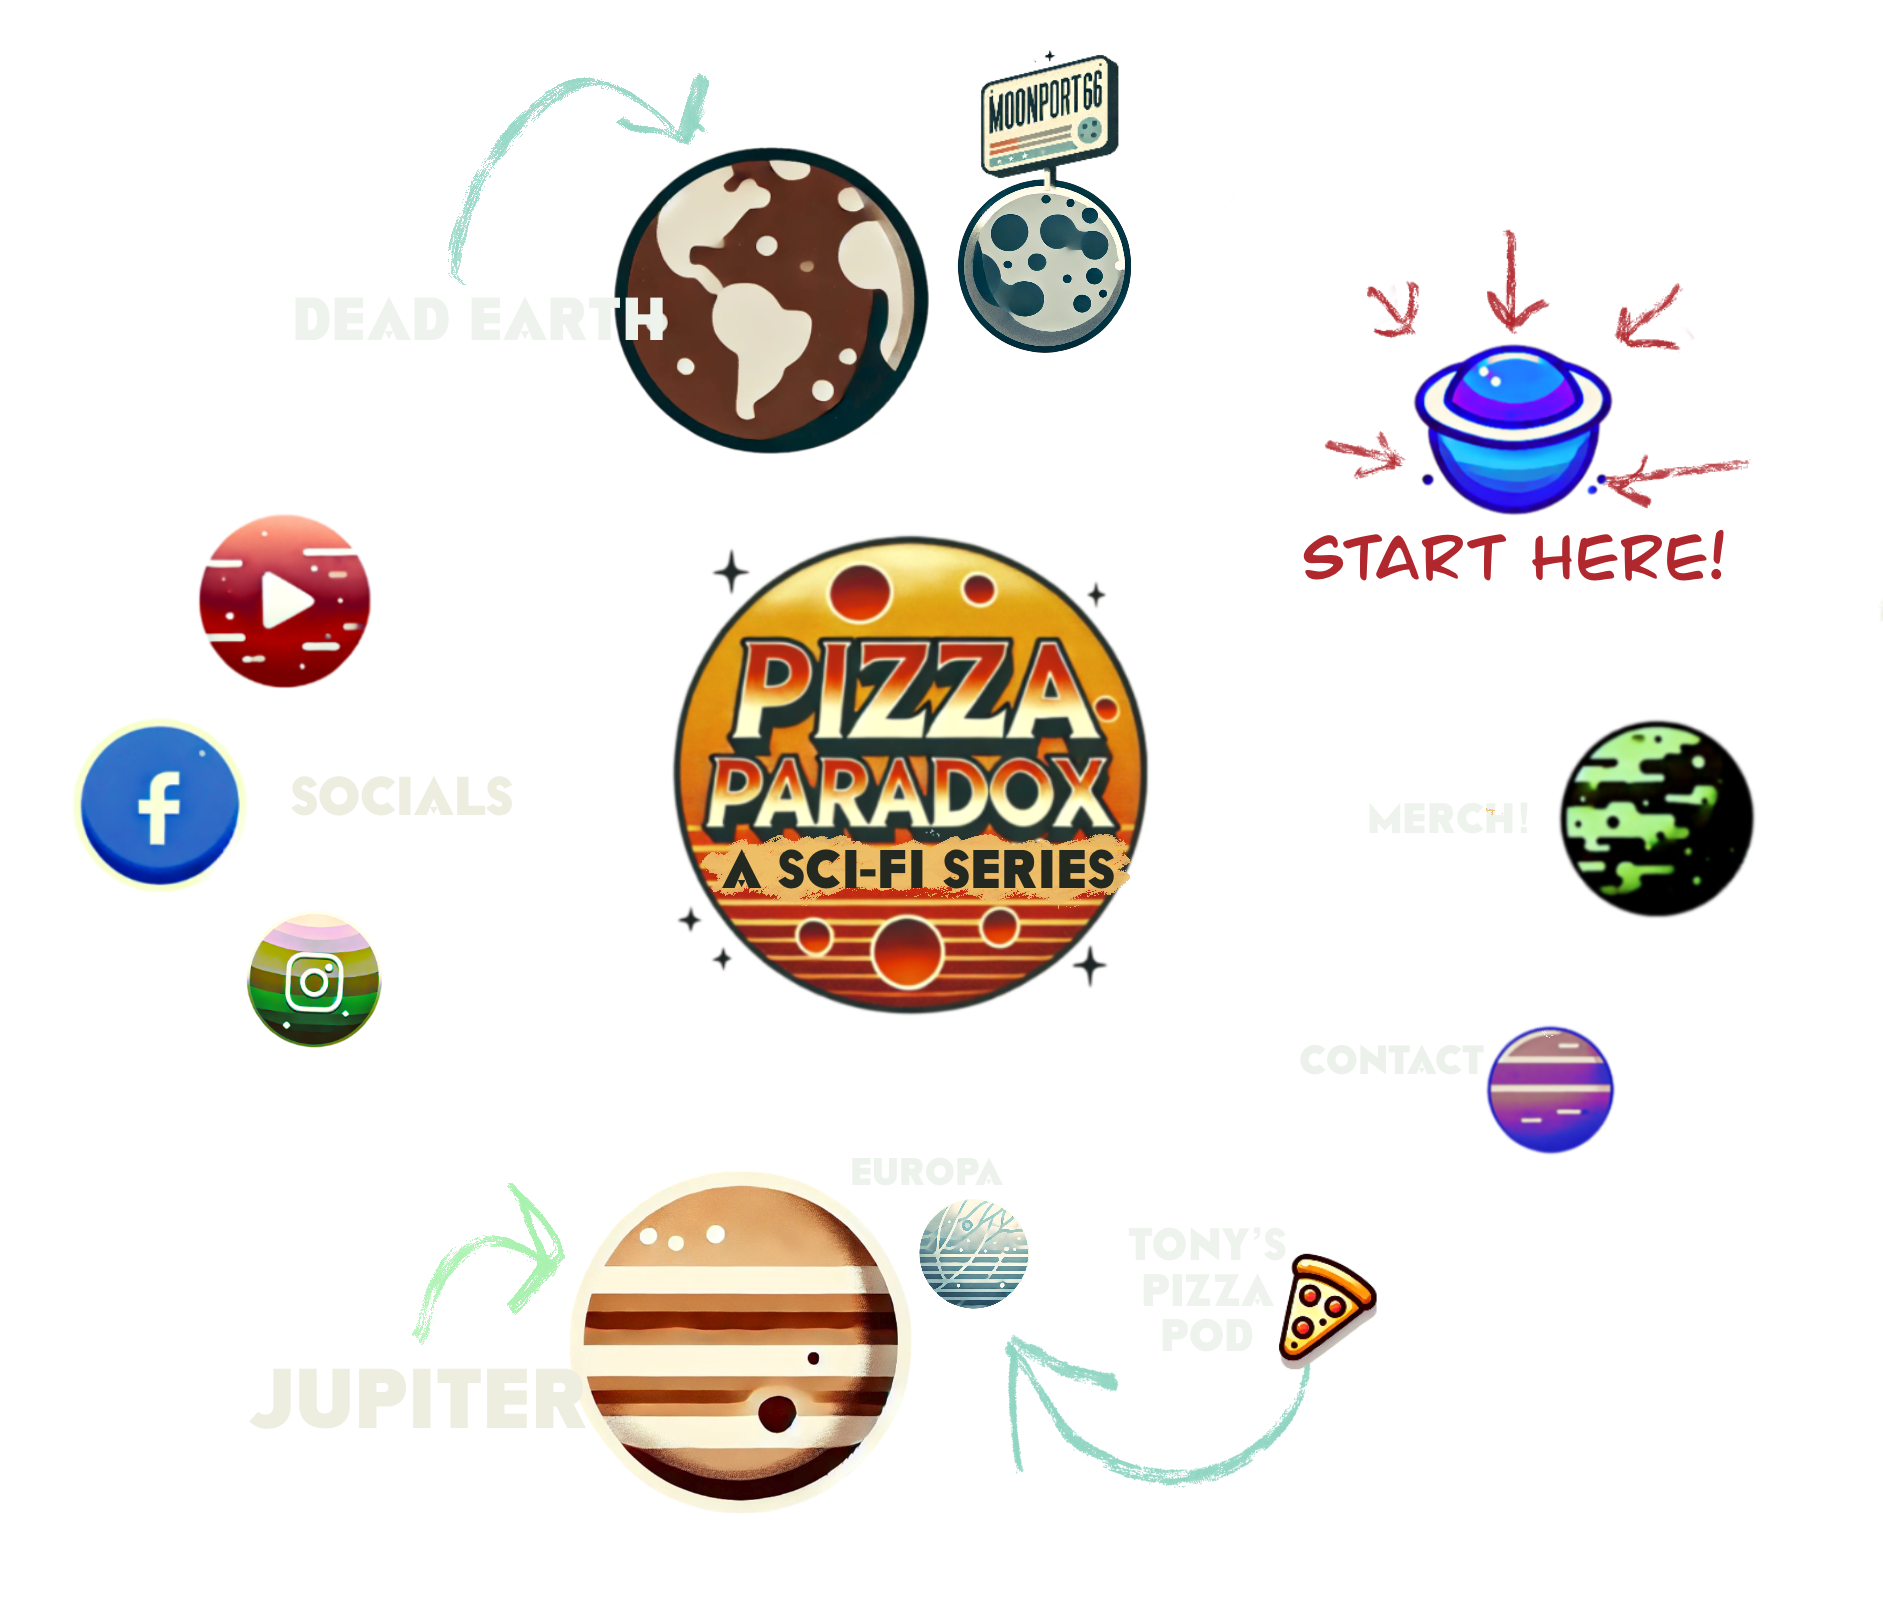 MOONPORT66
DEAD EARTH
START HERE!
PIZZA
PARADOX
A SCI-FI SERIES
f
SOCIALS
MERCH!
CONTACT
EUROPA
TONY'S
PIZZA
POD
JUPITER